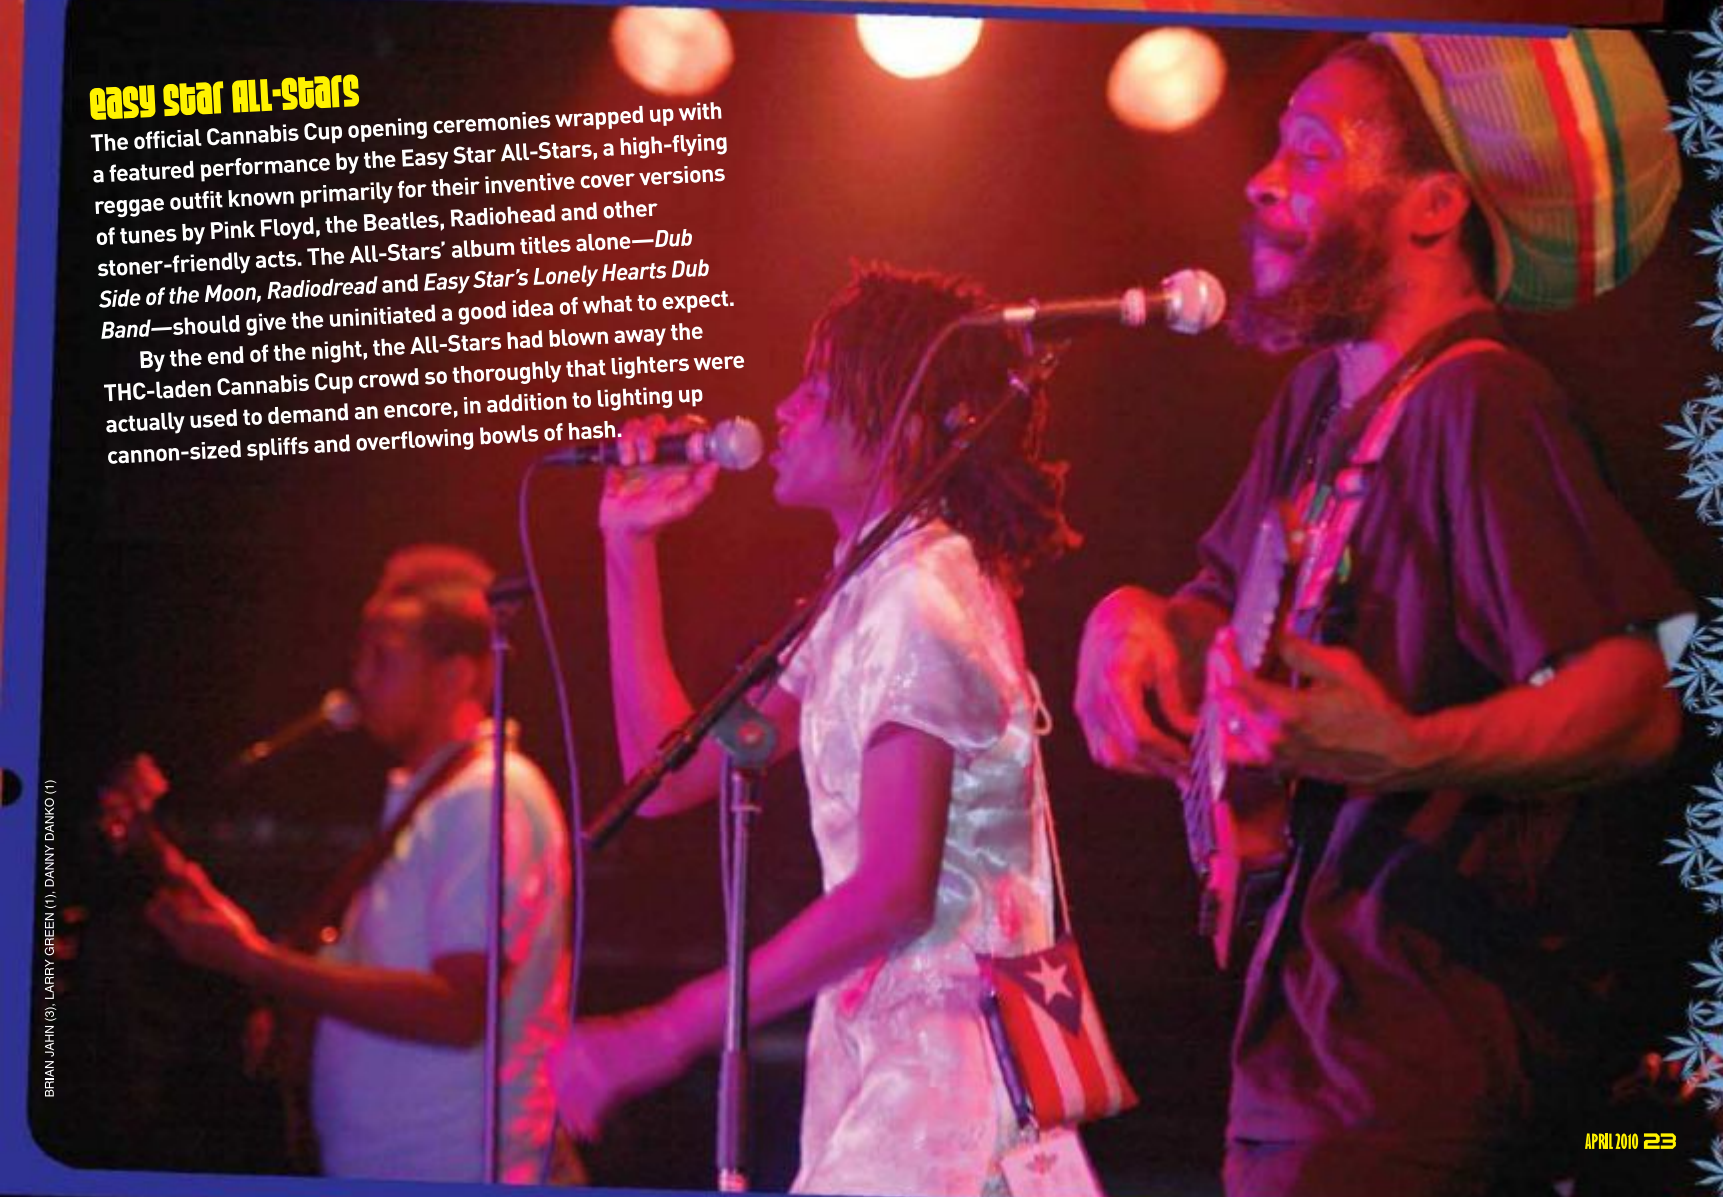 easy star ALL-stars
The official Cannabis Cup opening ceremonies wrapped up with
a featured performance by the Easy Star All-Stars, a high-flying
reggae outfit known primarily for their inventive cover versions
of tunes by Pink Floyd, the Beatles, Radiohead and other
stoner-friendly acts. The All-Stars’ album titles alone—Dub
Side of the Moon, Radiodread and Easy Star’s Lonely Hearts Dub
Band—should give the uninitiated a good idea of what to expect.
By the end of the night, the All-Stars had blown away the
THC-laden Cannabis Cup crowd so thoroughly that lighters were
actually used to demand an encore, in addition to lighting up
cannon-sized spliffs and overflowing bowls of hash.
BRIAN JAHN (3), LARRY GREEN (1), DANNY DANKO (1)
APRIL 2010 23